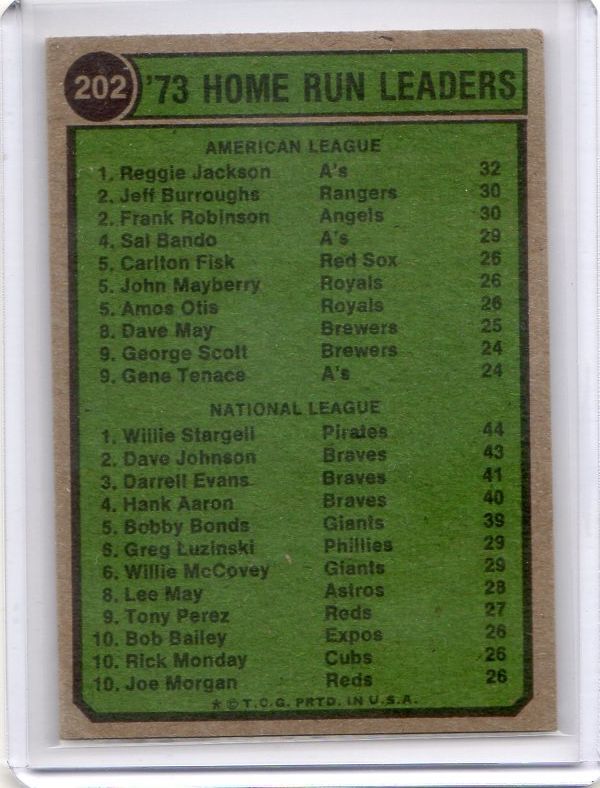 202 '73 HOME RUN LEADERS
AMERICAN LEAGUE
1. Reggie Jackson A's 32
2. Jeff Burroughs Rangers 30
2. Frank Robinson Angels 30
4. Sal Bando A's 29
5. Carlton Fisk Red Sox 26
5. John Mayberry Royals 26
5. Amos Otis Royals 26
8. Dave May Brewers 25
9. George Scott Brewers 24
9. Gene Tenace A's 24
NATIONAL LEAGUE
1. Willie Stargell Pirates 44
2. Dave Johnson Braves 43
3. Darrell Evans Braves 41
4. Hank Aaron Braves 40
5. Bobby Bonds Giants 39
6. Greg Luzinski Phillies 29
6. Willie McCovey Giants 29
8. Lee May Astros 28
9. Tony Perez Reds 27
10. Bob Bailey Expos 26
10. Rick Monday Cubs 26
10. Joe Morgan Reds 26
* © T.C.G. PRTD. IN U.S.A.